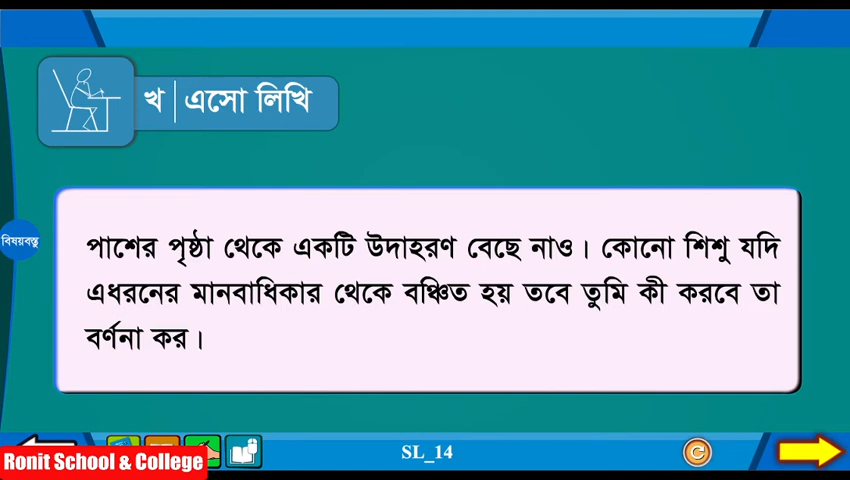 খ | এসো লিখি
পাশের পৃষ্ঠা থেকে একটি উদাহরণ বেছে নাও। কোনো শিশু যদি
এধরনের মানবাধিকার থেকে বঞ্চিত হয় তবে তুমি কী করবে তা
বর্ণনা কর।
বিষয়বস্তু
SL_14
Ronit School & College